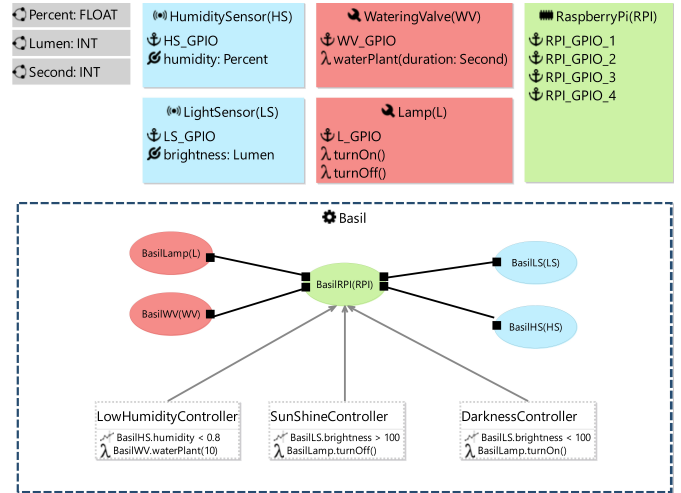 Percent: FLOAT
Lumen: INT
Second: INT
HumiditySensor(HS)
HS_GPIO
humidity: Percent
WateringValve(WV)
WV_GPIO
λ waterPlant(duration: Second)
RaspberryPi(RPI)
RPI_GPIO_1
RPI_GPIO_2
RPI_GPIO_3
RPI_GPIO_4
LightSensor(LS)
LS_GPIO
brightness: Lumen
Lamp(L)
L_GPIO
λ turnOn()
λ turnOff()
Basil
BasilLamp(L)
BasilWV(WV)
BasilRPI(RPI)
BasilLS(LS)
BasilHS(HS)
LowHumidityController
BasilHS.humidity < 0.8
λ BasilWV.waterPlant(10)
SunShineController
BasilLS.brightness > 100
λ BasilLamp.turnOff()
DarknessController
BasilLS.brightness < 100
λ BasilLamp.turnOn()